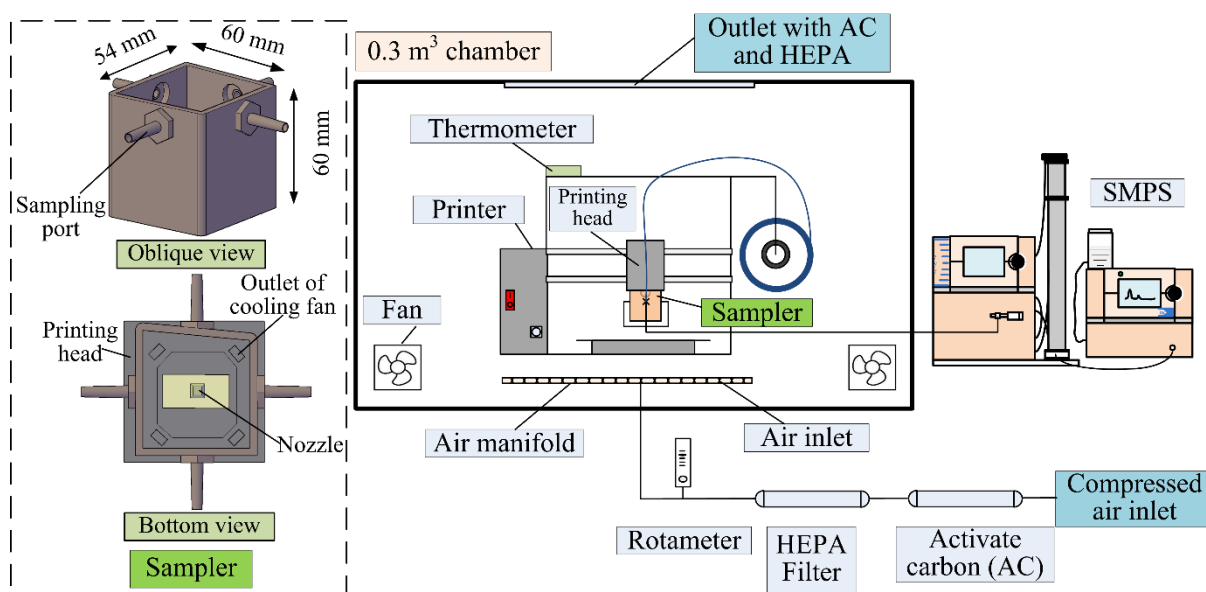 54 mm
60 mm
60 mm
Sampling
port
Oblique view
Outlet of
cooling fan
Printing
head
Nozzle
Bottom view
Sampler
0.3 m³ chamber
Outlet with AC
and HEPA
Thermometer
Printer
Printing
head
Sampler
Fan
Air manifold
Air inlet
SMPS
Rotameter
HEPA
Filter
Activate
carbon (AC)
Compressed
air inlet